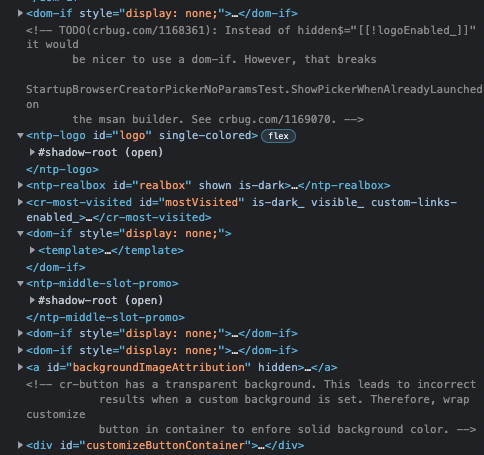 <dom-if style="display: none;">…</dom-if>
<!-- TODO(crbug.com/1168361): Instead of hidden$="[[!logoEnabled_]]"
it would
be nicer to use a dom-if. However, that breaks
StartupBrowserCreatorPickerNoParamsTest.ShowPickerWhenAlreadyLaunched
on
the msan builder. See crbug.com/1169070. -->
<ntp-logo id="logo" single-colored> flex
#shadow-root (open)
</ntp-logo>
<ntp-realbox id="realbox" shown is-dark>…</ntp-realbox>
<cr-most-visited id="mostVisited" is-dark_ visible_ custom-links-
enabled_>…</cr-most-visited>
<dom-if style="display: none;">
<template>…</template>
</dom-if>
<ntp-middle-slot-promo>
#shadow-root (open)
</ntp-middle-slot-promo>
<dom-if style="display: none;">…</dom-if>
<dom-if style="display: none;">…</dom-if>
<a id="backgroundImageAttribution" hidden>…</a>
<!-- cr-button has a transparent background. This leads to incorrect
results when a custom background is set. Therefore, wrap
customize
button in container to enfore solid background color. -->
<div id="customizeButtonContainer">…</div>